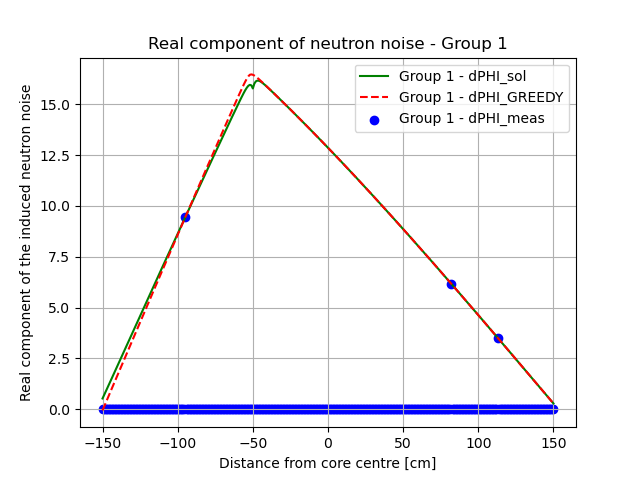 Real component of neutron noise - Group 1
Group 1 - dPHI_sol
Group 1 - dPHI_GREEDY
Group 1 - dPHI_meas
Real component of the induced neutron noise
15.0
12.5
10.0
7.5
5.0
2.5
0.0
−150
−100
−50
0
50
100
150
Distance from core centre [cm]